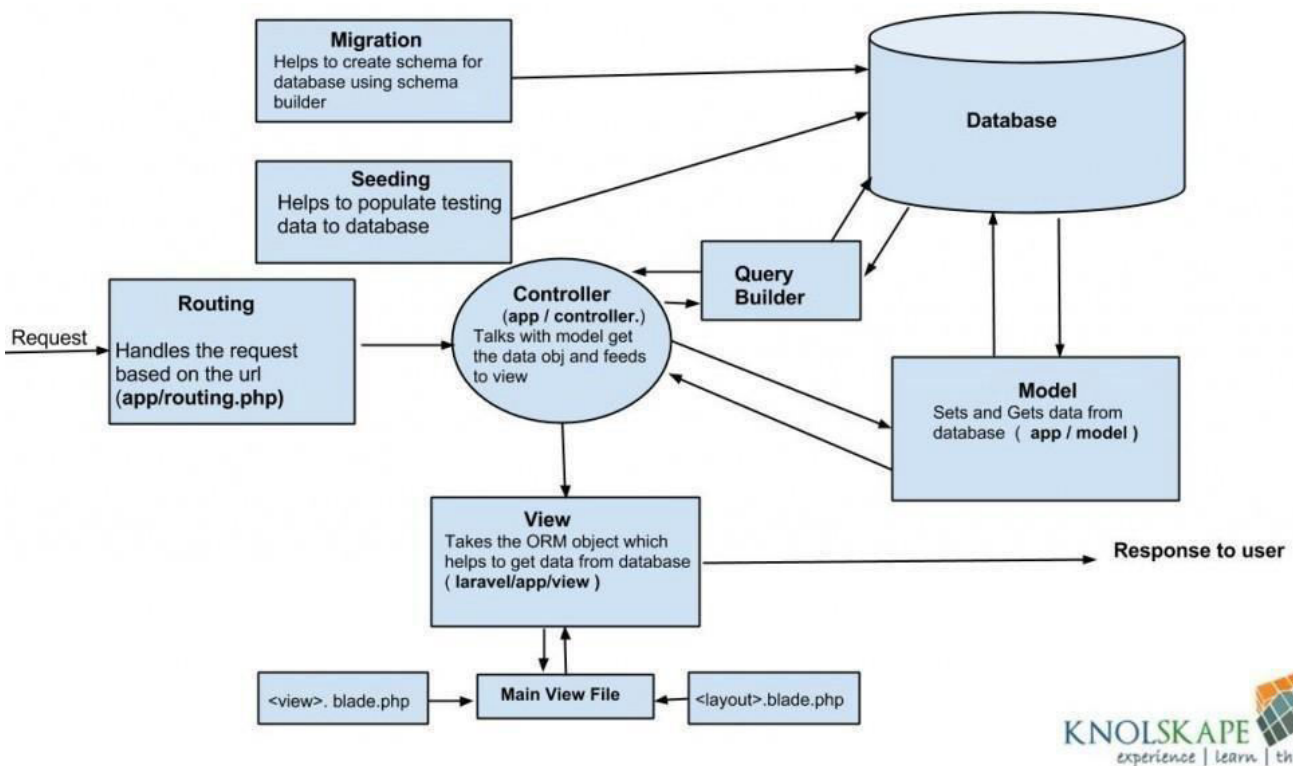 Migration
Helps to create schema for
database using schema
builder
Database
Seeding
Helps to populate testing
data to database
Query
Builder
Routing
Request
Handles the request
based on the url
(app/routing.php)
Controller
(app / controller.)
Talks with model get
the data obj and feeds
to view
Model
Sets and Gets data from
database ( app / model )
View
Takes the ORM object which
helps to get data from database
( laravel/app/view )
Response to user
<view>. blade.php
Main View File
<layout>.blade.php
KNOLSKAPE
experience | learn | th